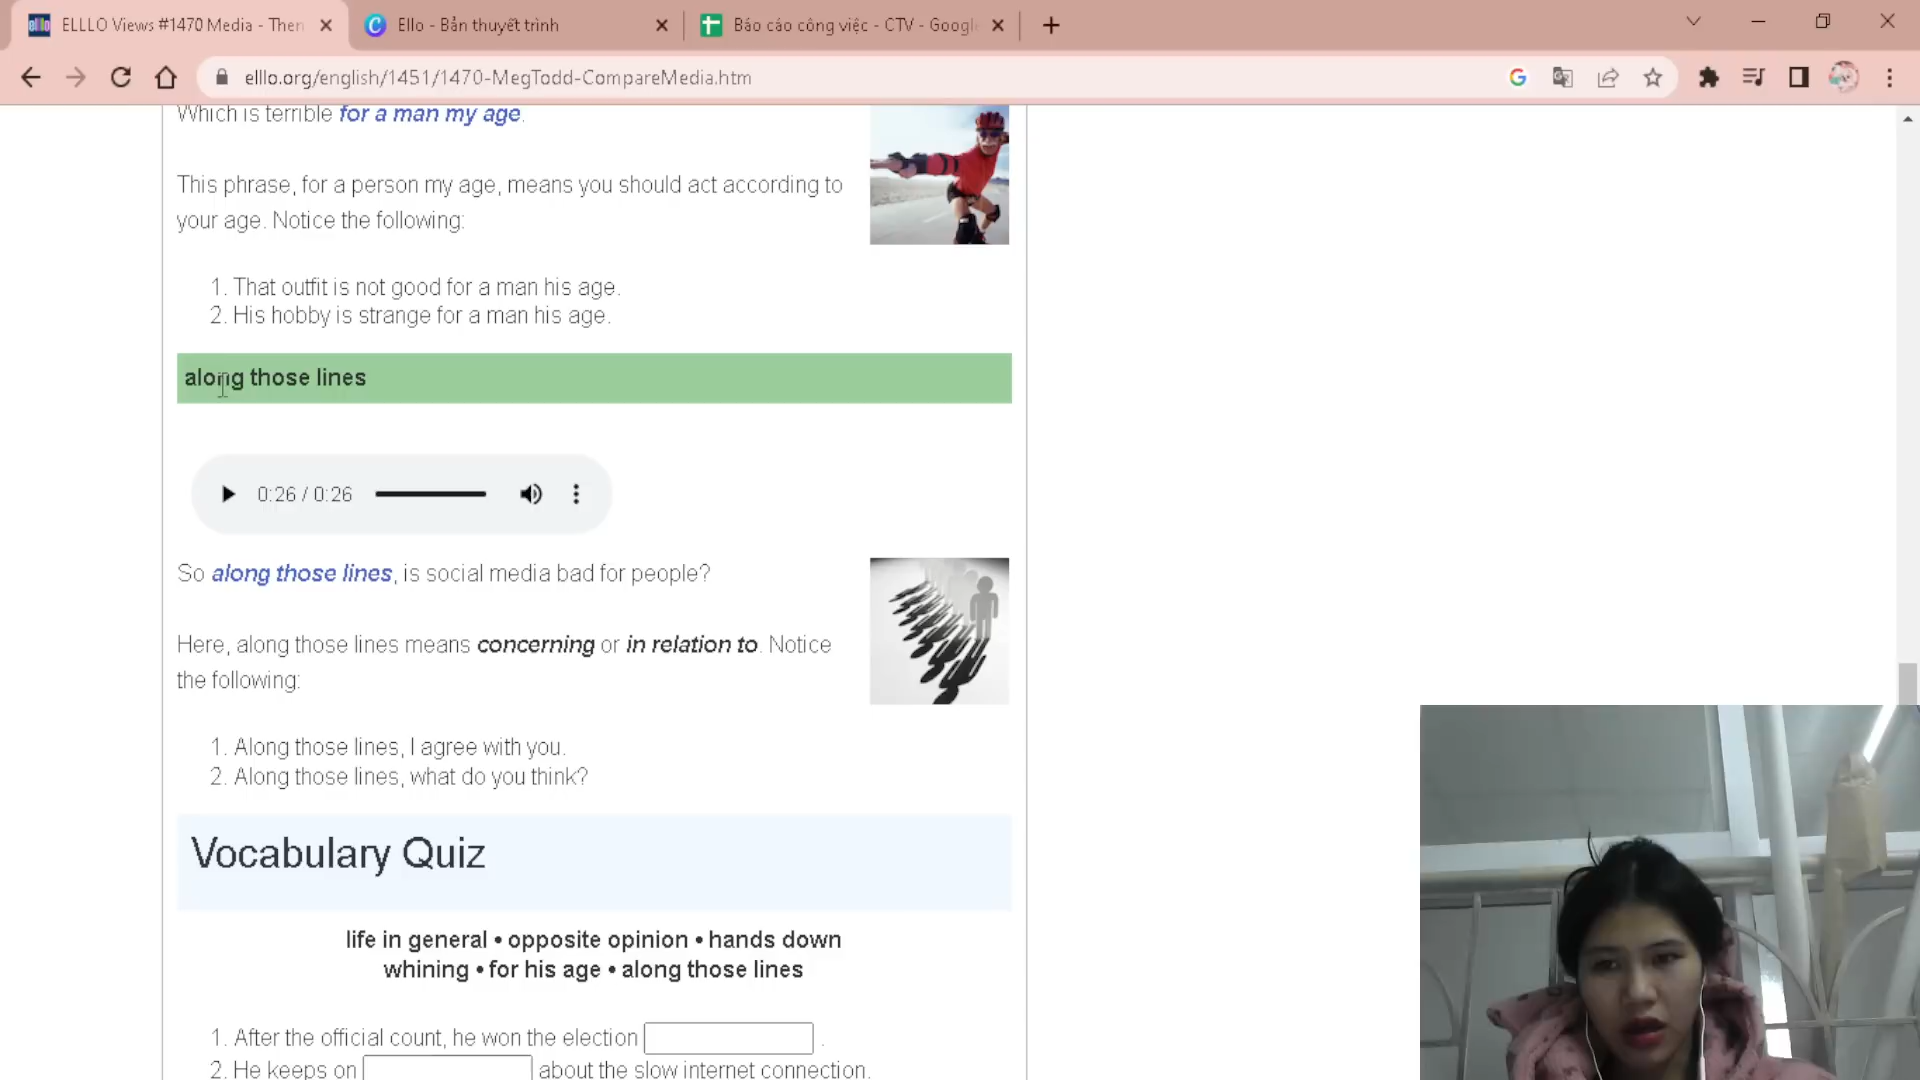 ELLLO Views #1470 Media - Then
Ello - Bản thuyết trình
Báo cáo công việc - CTV - Google
elllo.org/english/1451/1470-MegTodd-CompareMedia.htm
Which is terrible for a man my age.
This phrase, for a person my age, means you should act according to
your age. Notice the following:
1. That outfit is not good for a man his age.
2. His hobby is strange for a man his age.
along those lines
0:26 / 0:26
So along those lines, is social media bad for people?
Here, along those lines means concerning or in relation to. Notice
the following:
1. Along those lines, I agree with you.
2. Along those lines, what do you think?
Vocabulary Quiz
life in general • opposite opinion • hands down
whining • for his age • along those lines
1. After the official count, he won the election .
2. He keeps on about the slow internet connection.